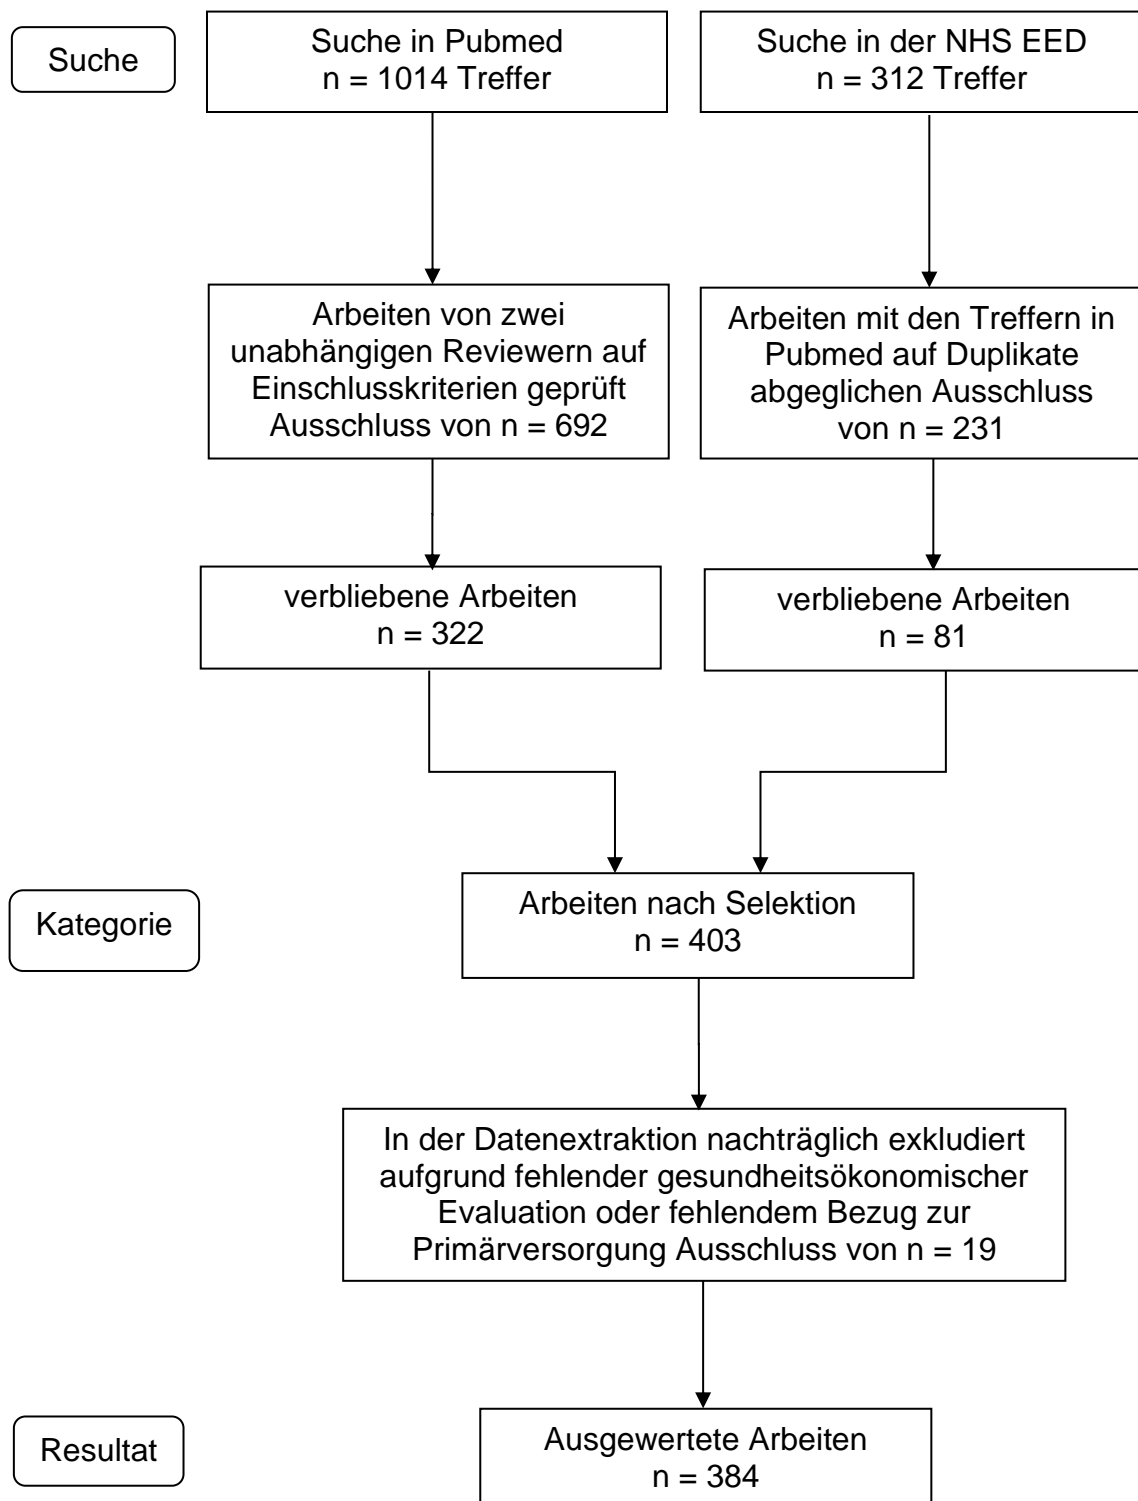 Suche
Suche in Pubmed
n = 1014 Treffer
Suche in der NHS EED
n = 312 Treffer
Arbeiten von zwei
unabhängigen Reviewern auf
Einschlusskriterien geprüft
Ausschluss von n = 692
Arbeiten mit den Treffern in
Pubmed auf Duplikate
abgeglichen Ausschluss
von n = 231
verbliebene Arbeiten
n = 322
verbliebene Arbeiten
n = 81
Kategorie
Arbeiten nach Selektion
n = 403
In der Datenextraktion nachträglich exkludiert
aufgrund fehlender gesundheitsökonomischer
Evaluation oder fehlendem Bezug zur
Primärversorgung Ausschluss von n = 19
Resultat
Ausgewertete Arbeiten
n = 384